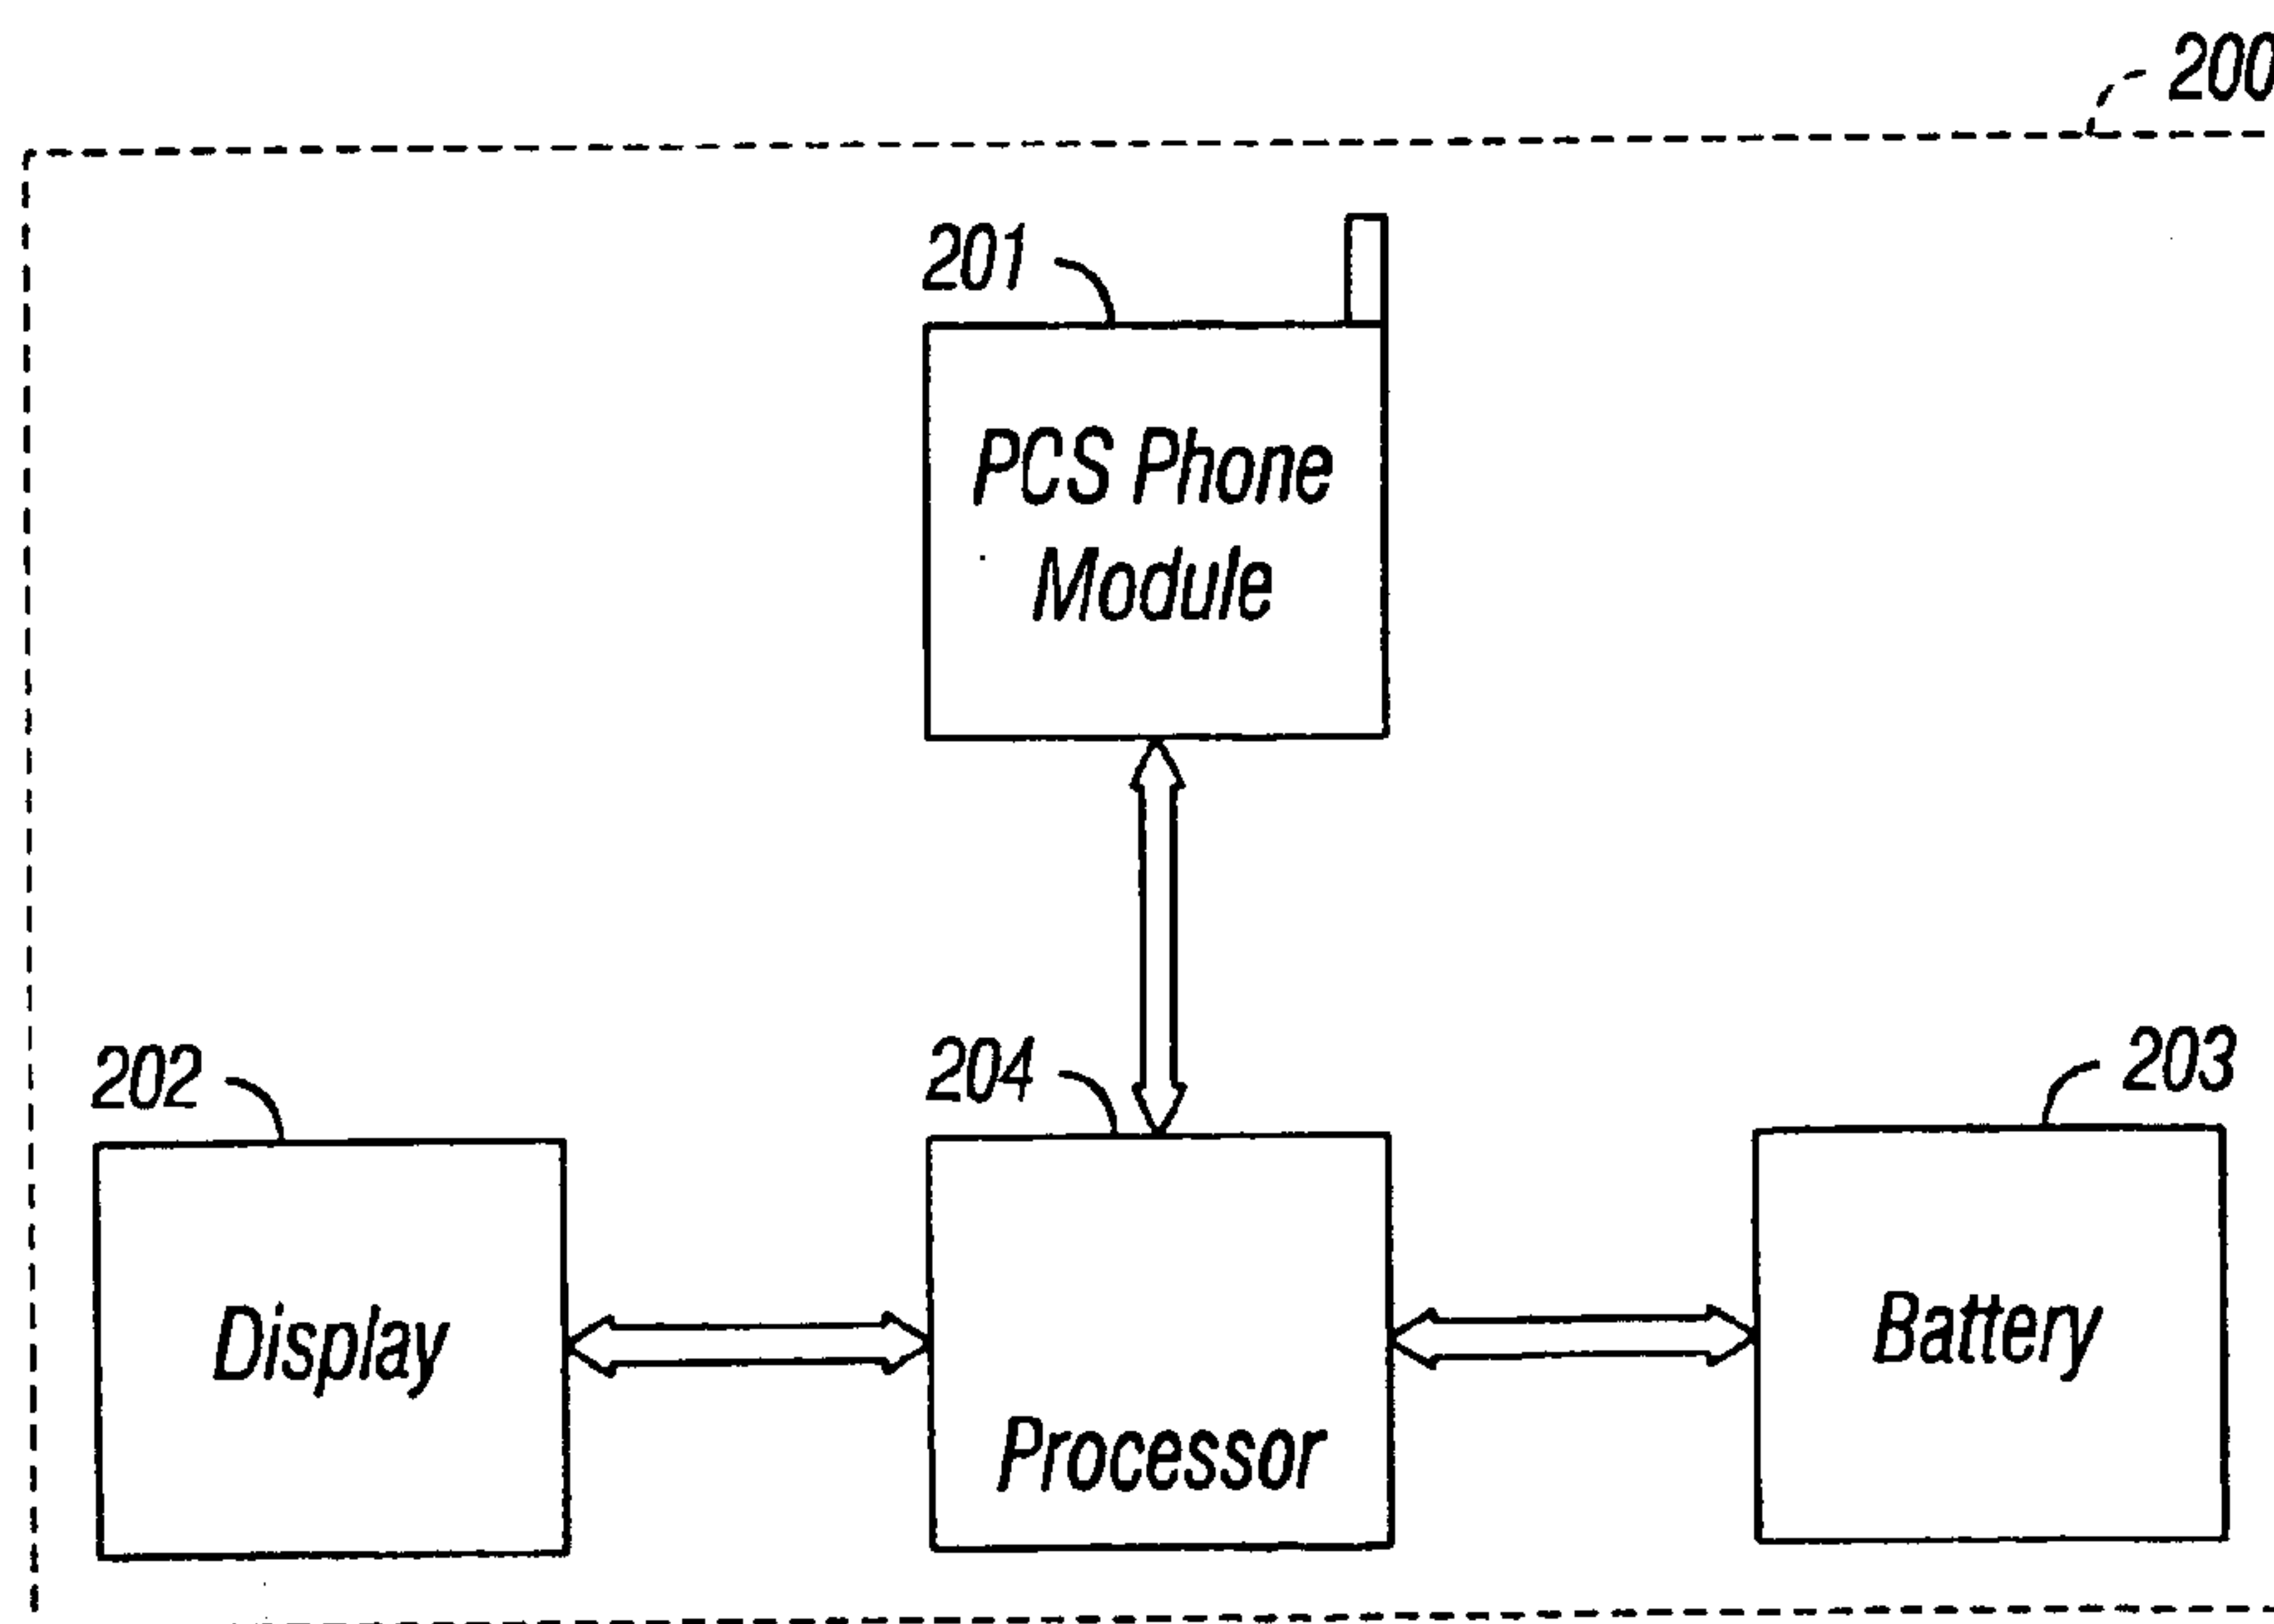 200
201
PCS Phone
Module
202
204
203
Display
Processor
Battery